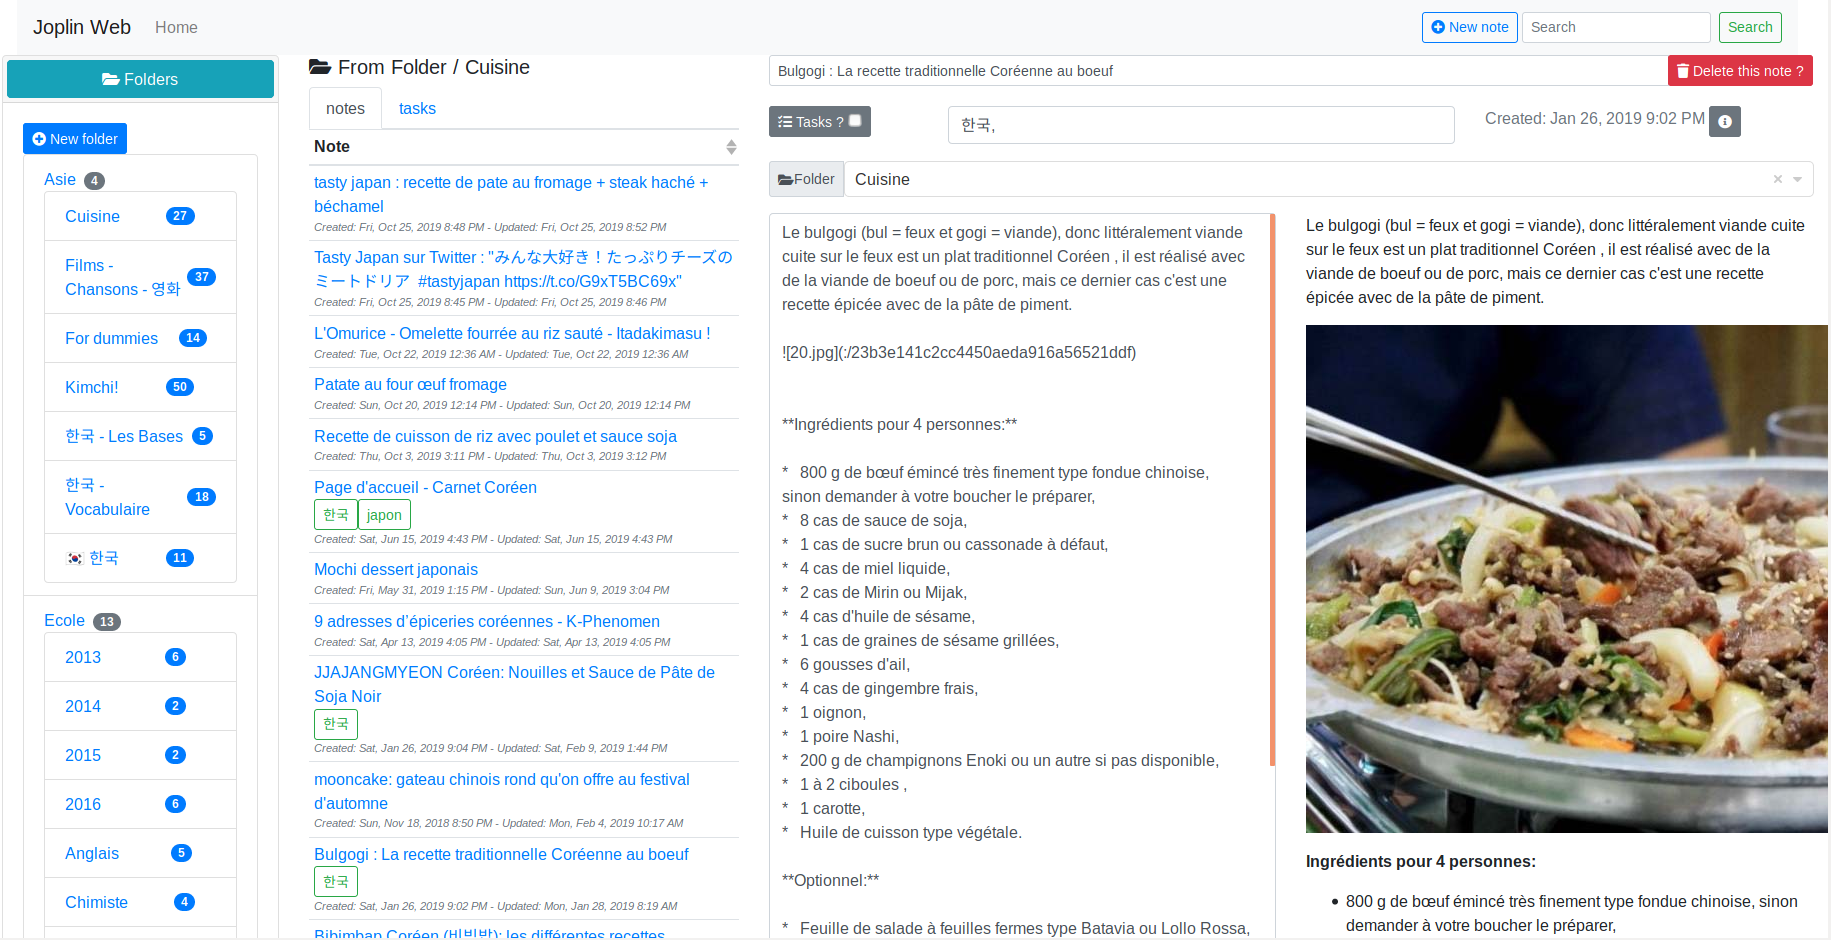 Joplin Web
Home
New note
Search
Search
Folders
New folder
Asie 4
Cuisine 27
Films -
Chansons - 영화 37
For dummies 14
Kimchi! 50
한국 - Les Bases 5
한국 -
Vocabulaire 18
🇰🇷 한국 11
Ecole 13
2013 6
2014 2
2015 2
2016 6
Anglais 5
Chimiste 4
From Folder / Cuisine
notes
tasks
Note
tasty japan : recette de pate au fromage + steak haché +
béchamel
Created: Fri, Oct 25, 2019 8:48 PM - Updated: Fri, Oct 25, 2019 8:52 PM
Tasty Japan sur Twitter : "みんな大好き！たっぷりチーズの
ミートドリア #tastyjapan https://t.co/G9xT5BC69x"
Created: Fri, Oct 25, 2019 8:45 PM - Updated: Fri, Oct 25, 2019 8:46 PM
L'Omurice - Omelette fourrée au riz sauté - Itadakimasu !
Created: Tue, Oct 22, 2019 12:36 AM - Updated: Tue, Oct 22, 2019 12:36 AM
Patate au four œuf fromage
Created: Sun, Oct 20, 2019 12:14 PM - Updated: Sun, Oct 20, 2019 12:14 PM
Recette de cuisson de riz avec poulet et sauce soja
Created: Thu, Oct 3, 2019 3:11 PM - Updated: Thu, Oct 3, 2019 3:12 PM
Page d'accueil - Carnet Coréen
한국 japon
Created: Sat, Jun 15, 2019 4:43 PM - Updated: Sat, Jun 15, 2019 4:43 PM
Mochi dessert japonais
Created: Fri, May 31, 2019 1:15 PM - Updated: Sun, Jun 9, 2019 3:04 PM
9 adresses d’épiceries coréennes - K-Phenomen
Created: Sat, Apr 13, 2019 4:05 PM - Updated: Sat, Apr 13, 2019 4:05 PM
JJAJANGMYEON Coréen: Nouilles et Sauce de Pâte de
Soja Noir
한국
Created: Sat, Jan 26, 2019 9:04 PM - Updated: Sat, Feb 9, 2019 1:44 PM
mooncake: gateau chinois rond qu'on offre au festival
d'automne
Created: Sun, Nov 18, 2018 8:50 PM - Updated: Mon, Feb 4, 2019 10:17 AM
Bulgogi : La recette traditionnelle Coréenne au boeuf
한국
Created: Sat, Jan 26, 2019 9:02 PM - Updated: Mon, Jan 28, 2019 8:19 AM
Bibimbap Coréen (비빔밥): les différentes recettes
Bulgogi : La recette traditionnelle Coréenne au boeuf
Delete this note ?
Tasks ?
한국,
Created: Jan 26, 2019 9:02 PM
Folder
Cuisine
Le bulgogi (bul = feux et gogi = viande), donc littéralement viande
cuite sur le feux est un plat traditionnel Coréen , il est réalisé avec
de la viande de boeuf ou de porc, mais ce dernier cas c'est une
recette épicée avec de la pâte de piment.
![20.jpg](:/23b3e141c2cc4450aeda916a56521ddf)
**Ingrédients pour 4 personnes:**
* 800 g de bœuf émincé très finement type fondue chinoise,
sinon demander à votre boucher le préparer,
* 8 cas de sauce de soja,
* 1 cas de sucre brun ou cassonade à défaut,
* 4 cas de miel liquide,
* 2 cas de Mirin ou Mijak,
* 4 cas d'huile de sésame,
* 1 cas de graines de sésame grillées,
* 6 gousses d'ail,
* 4 cas de gingembre frais,
* 1 oignon,
* 1 poire Nashi,
* 200 g de champignons Enoki ou un autre si pas disponible,
* 1 à 2 ciboules ,
* 1 carotte,
* Huile de cuisson type végétale.
**Optionnel:**
* Feuille de salade à feuilles fermes type Batavia ou Lollo Rossa,
Le bulgogi (bul = feux et gogi = viande), donc littéralement viande cuite
sur le feux est un plat traditionnel Coréen , il est réalisé avec de la
viande de boeuf ou de porc, mais ce dernier cas c'est une recette
épicée avec de la pâte de piment.
Ingrédients pour 4 personnes:
• 800 g de bœuf émincé très finement type fondue chinoise, sinon
demander à votre boucher le préparer,